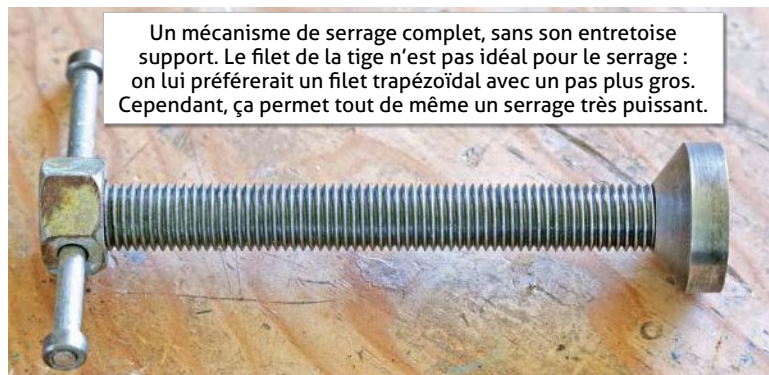 Un mécanisme de serrage complet, sans son entretoise
support. Le filet de la tige n’est pas idéal pour le serrage :
on lui préférerait un filet trapézoïdal avec un pas plus gros.
Cependant, ça permet tout de même un serrage très puissant.